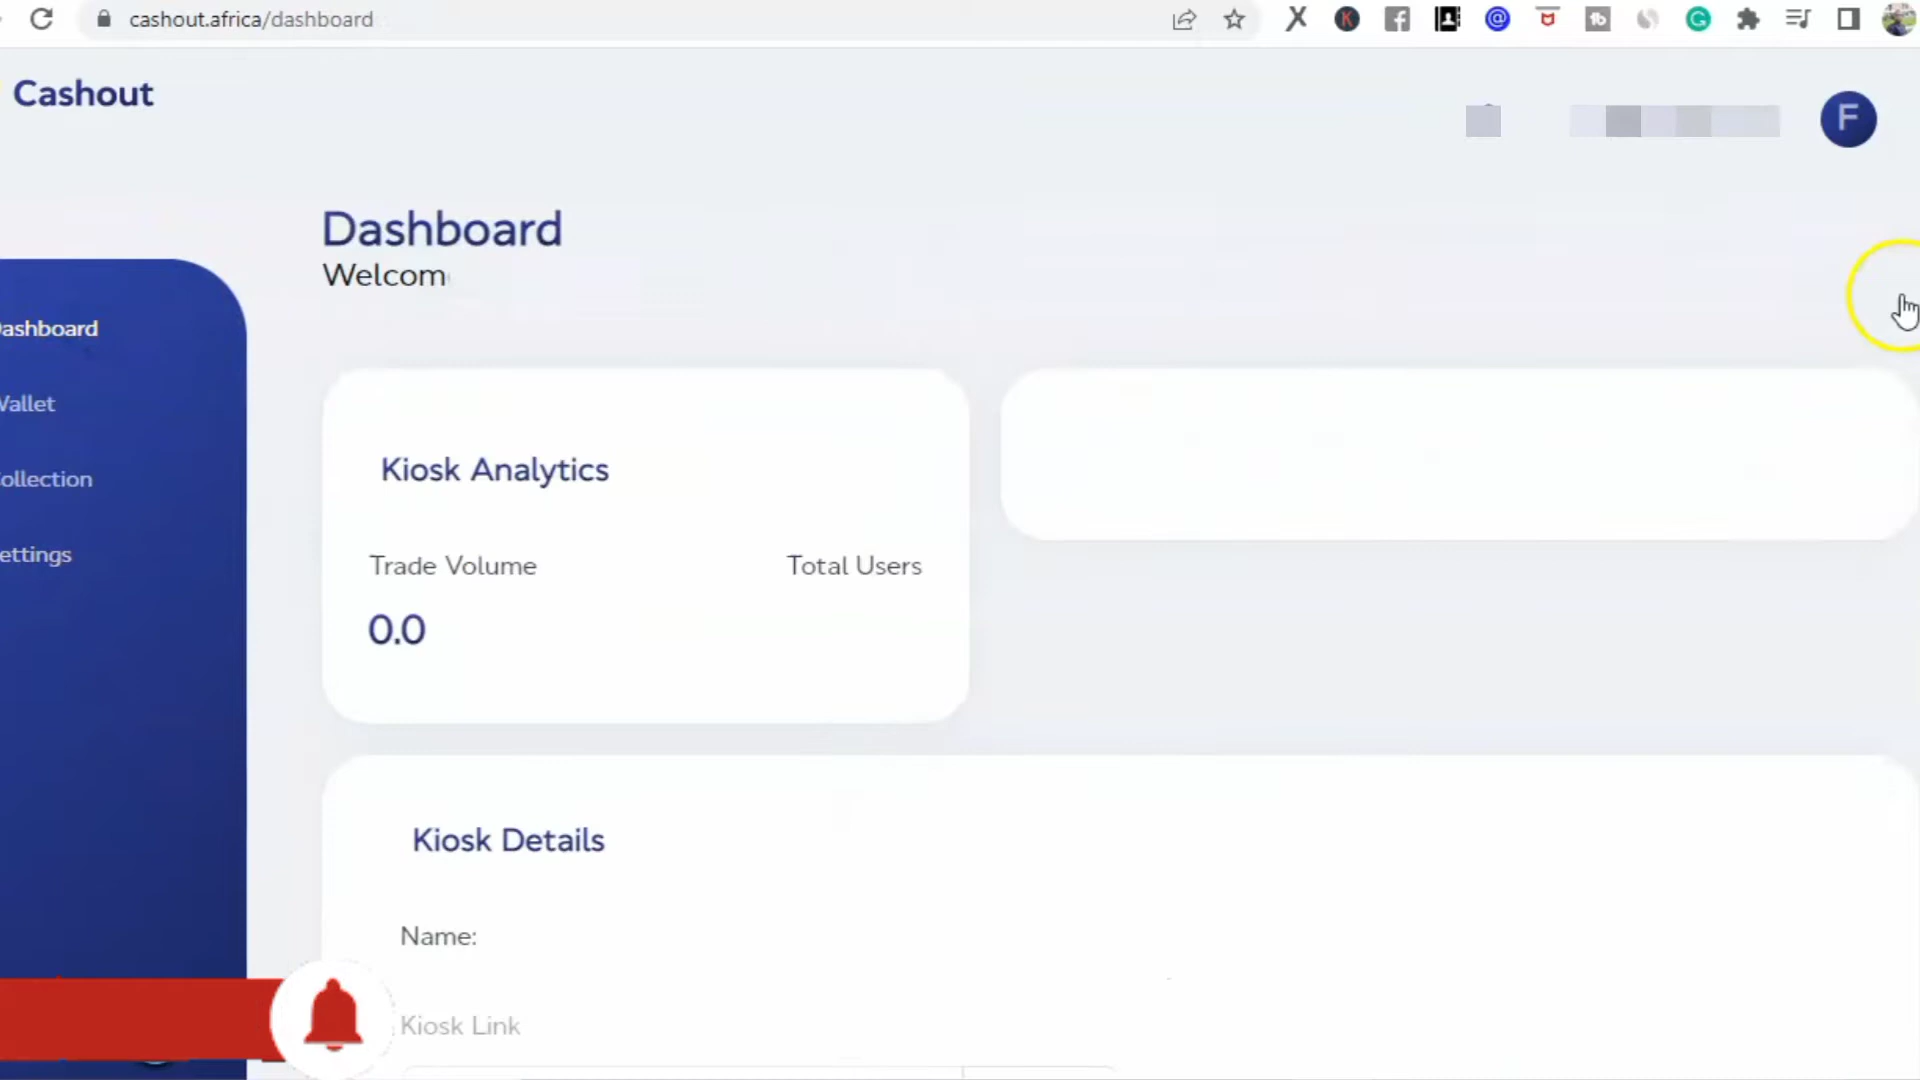 cashout.africa/dashboard
Cashout
F
Dashboard
Welcom
ashboard
Wallet
ollection
ettings
Kiosk Analytics
Trade Volume
Total Users
0.0
Kiosk Details
Name:
Kiosk Link